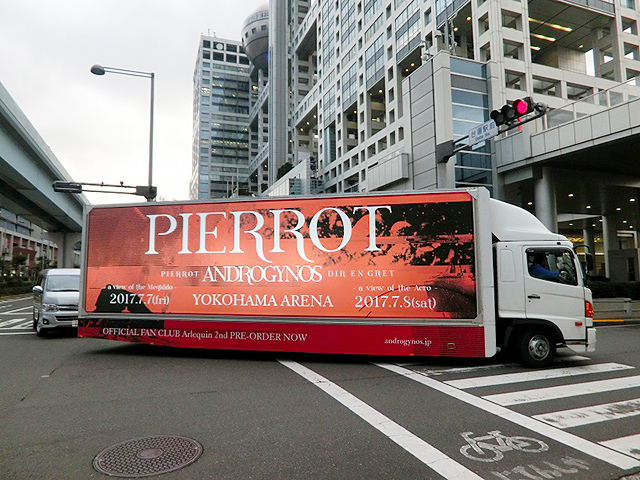 PIERROT
PIERROT ANDROGYNOS DIR EN GREY
- a view of the Megiddo - - a view of the Acro -
2017.7.7(fri) YOKOHAMA ARENA 2017.7.8(sat)
OFFICIAL FAN CLUB Arlequin 2nd PRE-ORDER NOW androgynos.jp